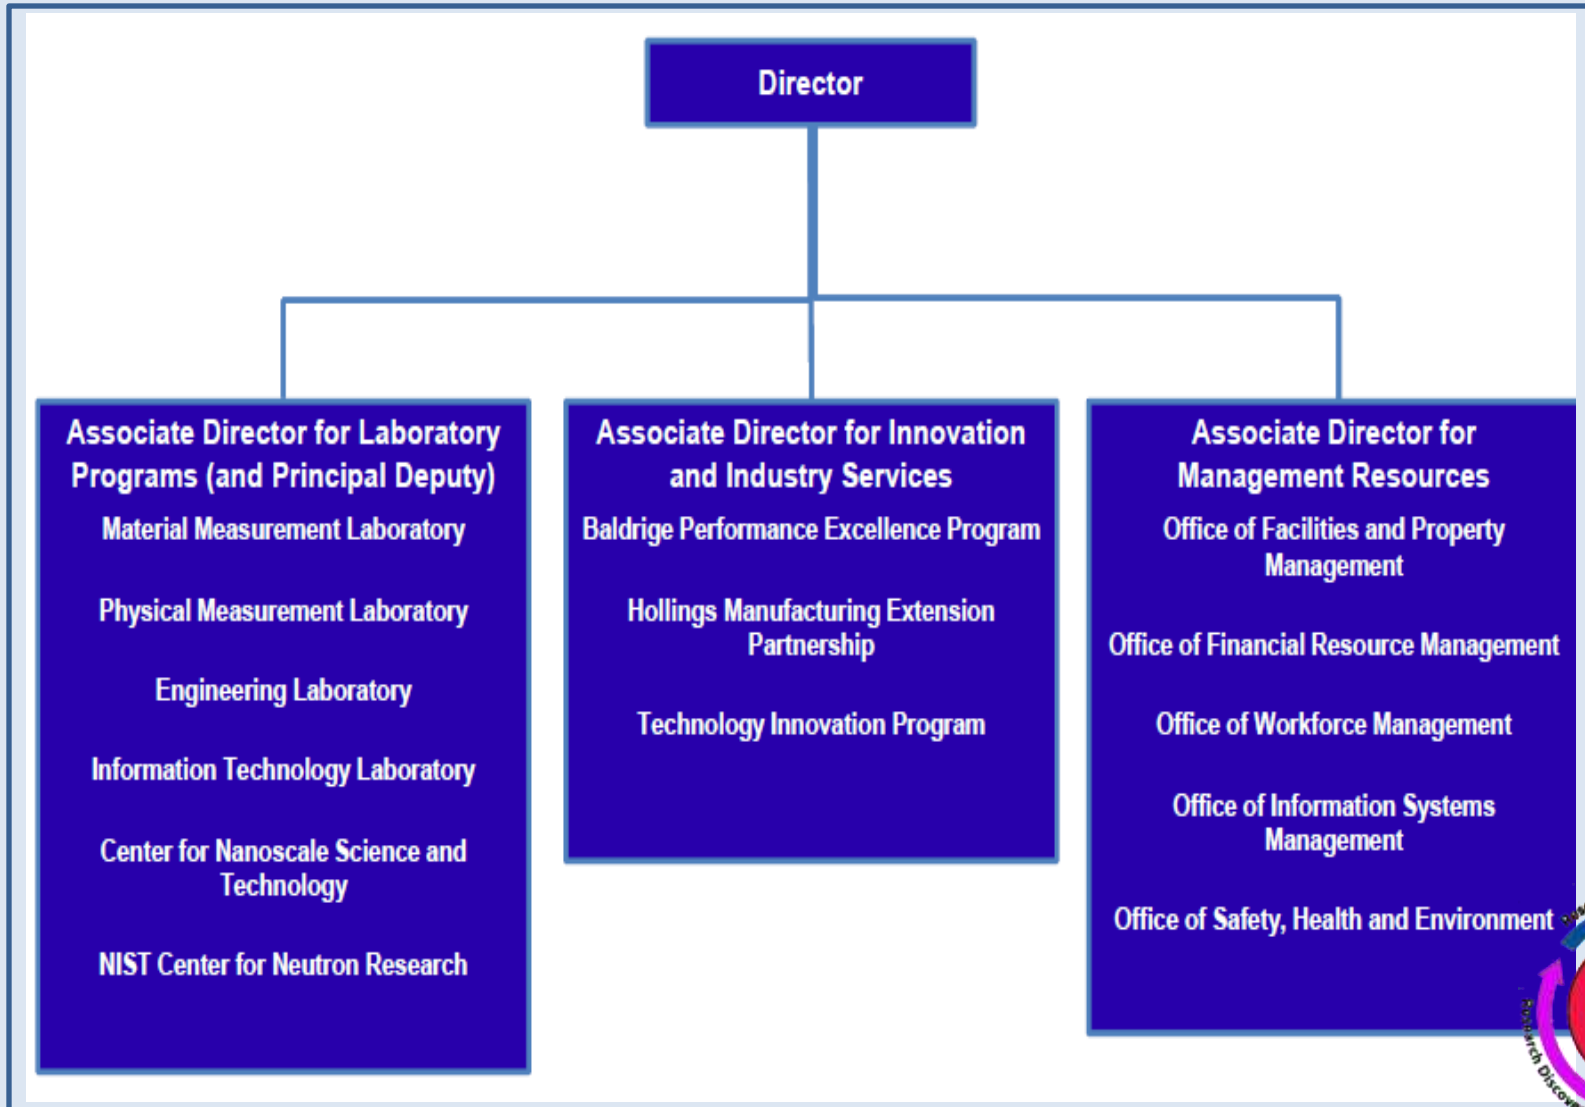 Director
Associate Director for Laboratory
Programs (and Principal Deputy)
Material Measurement Laboratory
Physical Measurement Laboratory
Engineering Laboratory
Information Technology Laboratory
Center for Nanoscale Science and
Technology
NIST Center for Neutron Research
Associate Director for Innovation
and Industry Services
Baldrige Performance Excellence Program
Hollings Manufacturing Extension
Partnership
Technology Innovation Program
Associate Director for
Management Resources
Office of Facilities and Property
Management
Office of Financial Resource Management
Office of Workforce Management
Office of Information Systems
Management
Office of Safety, Health and Environment
Research